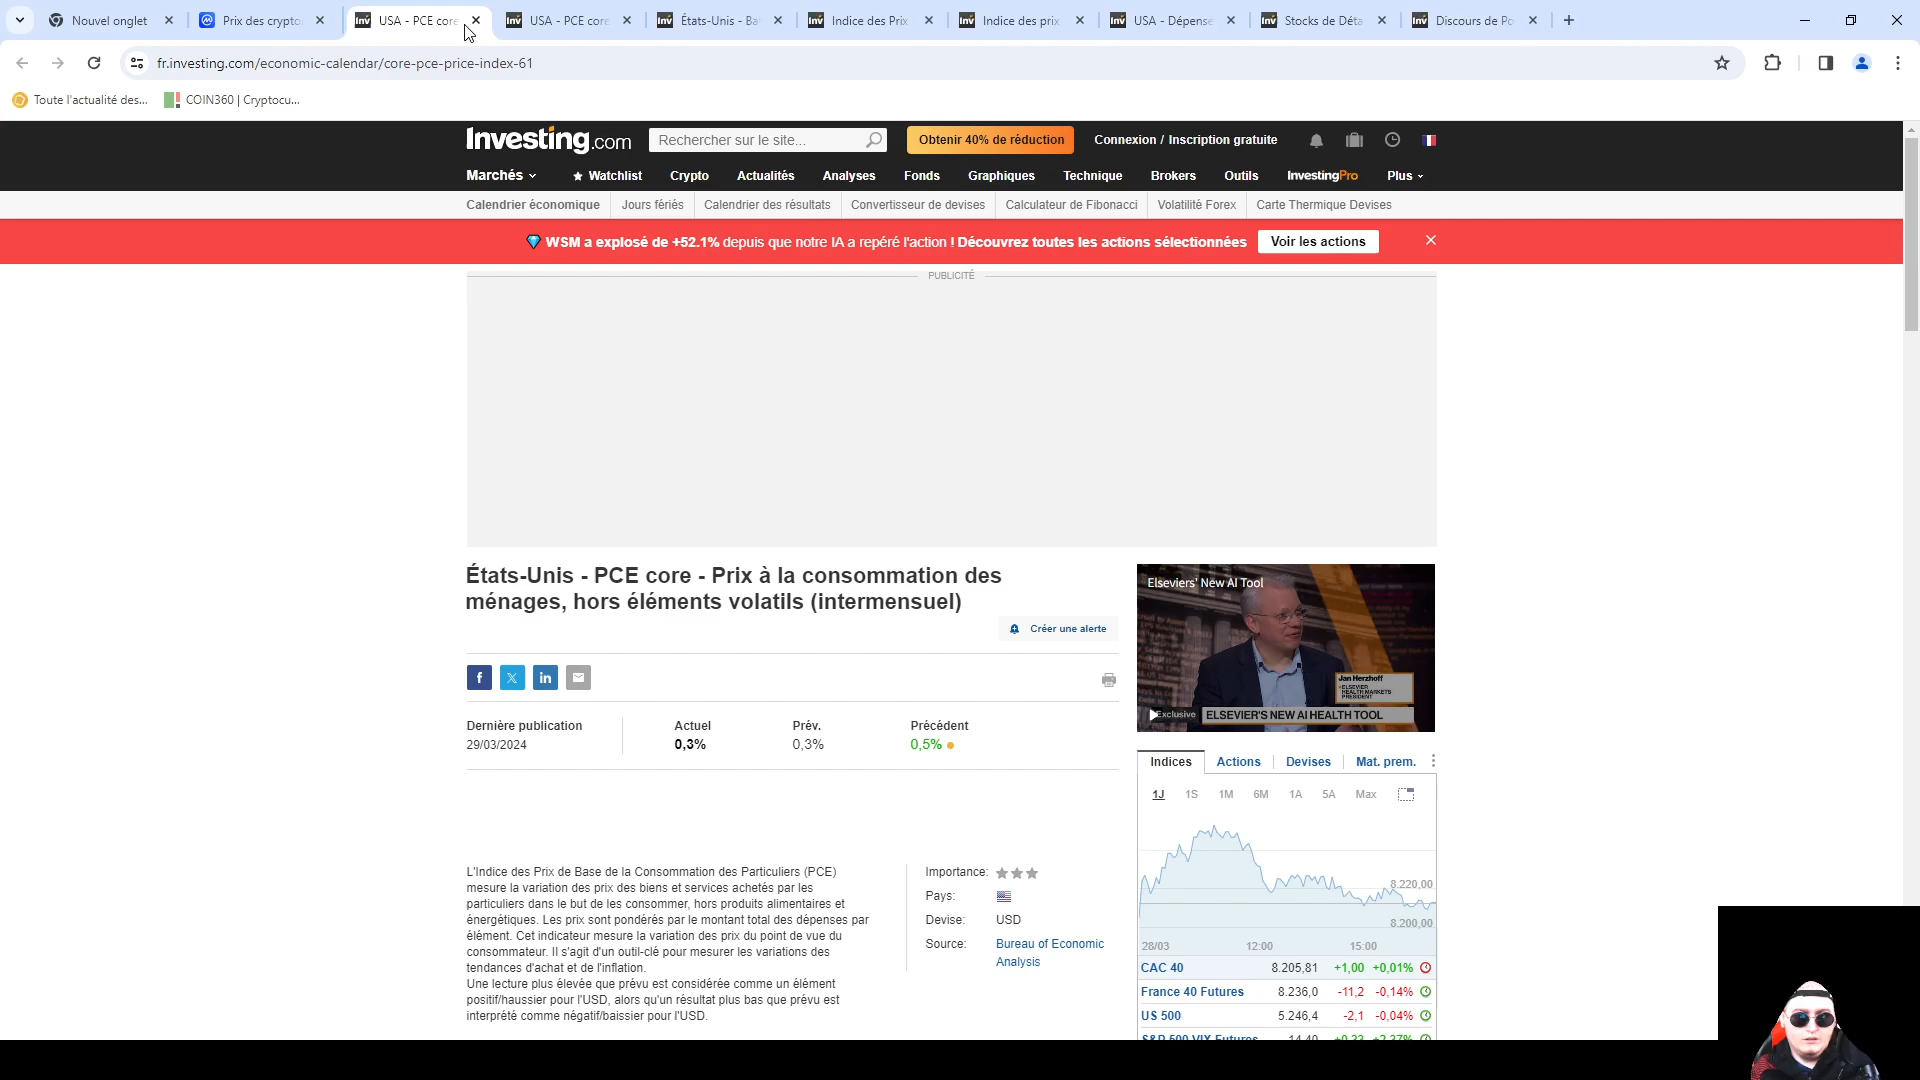 Nouvel onglet
Prix des crypto
USA - PCE core
USA - PCE core
États-Unis - Ba
Indice des Prix
Indice des prix
USA - Dépense
Stocks de Déta
Discours de Po
fr.investing.com/economic-calendar/core-pce-price-index-61
Toute l'actualité des...
COIN360 | Cryptocu...
Investing.com
Rechercher sur le site...
Obtenir 40% de réduction
Connexion / Inscription gratuite
Marchés
Watchlist
Crypto
Actualités
Analyses
Fonds
Graphiques
Technique
Brokers
Outils
InvestingPro
Plus
Calendrier économique
Jours fériés
Calendrier des résultats
Convertisseur de devises
Calculateur de Fibonacci
Volatilité Forex
Carte Thermique Devises
WSM a explosé de +52.1% depuis que notre IA a repéré l'action ! Découvrez toutes les actions sélectionnées
Voir les actions
PUBLICITÉ
États-Unis - PCE core - Prix à la consommation des
ménages, hors éléments volatils (intermensuel)
Créer une alerte
Dernière publication
29/03/2024
Actuel
0,3%
Prév.
0,3%
Précédent
0,5%
L'Indice des Prix de Base de la Consommation des Particuliers (PCE)
mesure la variation des prix des biens et services achetés par les
particuliers dans le but de les consommer, hors produits alimentaires et
énergétiques. Les prix sont pondérés par le montant total des dépenses par
élément. Cet indicateur mesure la variation des prix du point de vue du
consommateur. Il s'agit d'un outil-clé pour mesurer les variations des
tendances d'achat et de l'inflation.
Une lecture plus élevée que prévu est considérée comme un élément
positif/haussier pour l'USD, alors qu'un résultat plus bas que prévu est
interprété comme négatif/baissier pour l'USD.
Importance:
Pays:
Devise: USD
Source: Bureau of Economic
Analysis
Elseviers' New AI Tool
Jan Herzhoff
ELSEVIER
HEALTH MARKETS
PRESIDENT
Exclusive
ELSEVIER'S NEW AI HEALTH TOOL
Indices
Actions
Devises
Mat. prem.
1J
1S
1M
6M
1A
5A
Max
8.220,00
8.200,00
28/03
12:00
15:00
CAC 40 8.205,81 +1,00 +0,01%
France 40 Futures 8.236,0 -11,2 -0,14%
US 500 5.246,4 -2,1 -0,04%
S&P 500 VIX Futures 14,40 +0,33 +2,37%